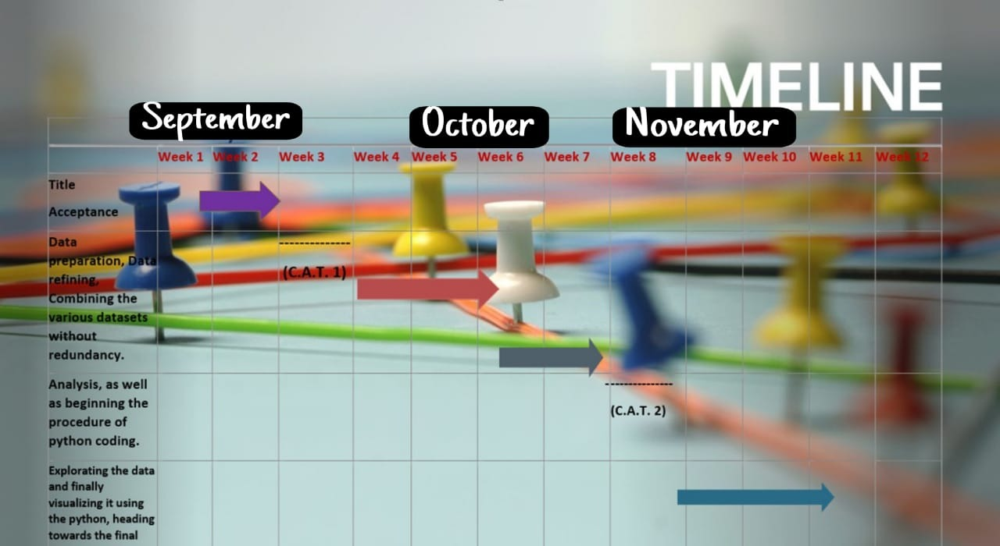 TIMELINE
September October November
Week 1 Week 2 Week 3 Week 4 Week 5 Week 6 Week 7 Week 8 Week 9 Week 10 Week 11 Week 12
Title
Acceptance
Data
preparation, Data
refining,
Combining the
various datasets
without
redundancy.
---------------
(C.A.T. 1)
Analysis, as well
as beginning the
procedure of
python coding.
---------------
(C.A.T. 2)
Explorating the data
and finally
visualizing it using
the python, heading
towards the final